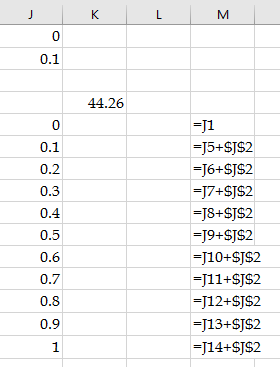 J K L M
0
0.1
44.26
0 =J1
0.1 =J5+$J$2
0.2 =J6+$J$2
0.3 =J7+$J$2
0.4 =J8+$J$2
0.5 =J9+$J$2
0.6 =J10+$J$2
0.7 =J11+$J$2
0.8 =J12+$J$2
0.9 =J13+$J$2
1 =J14+$J$2